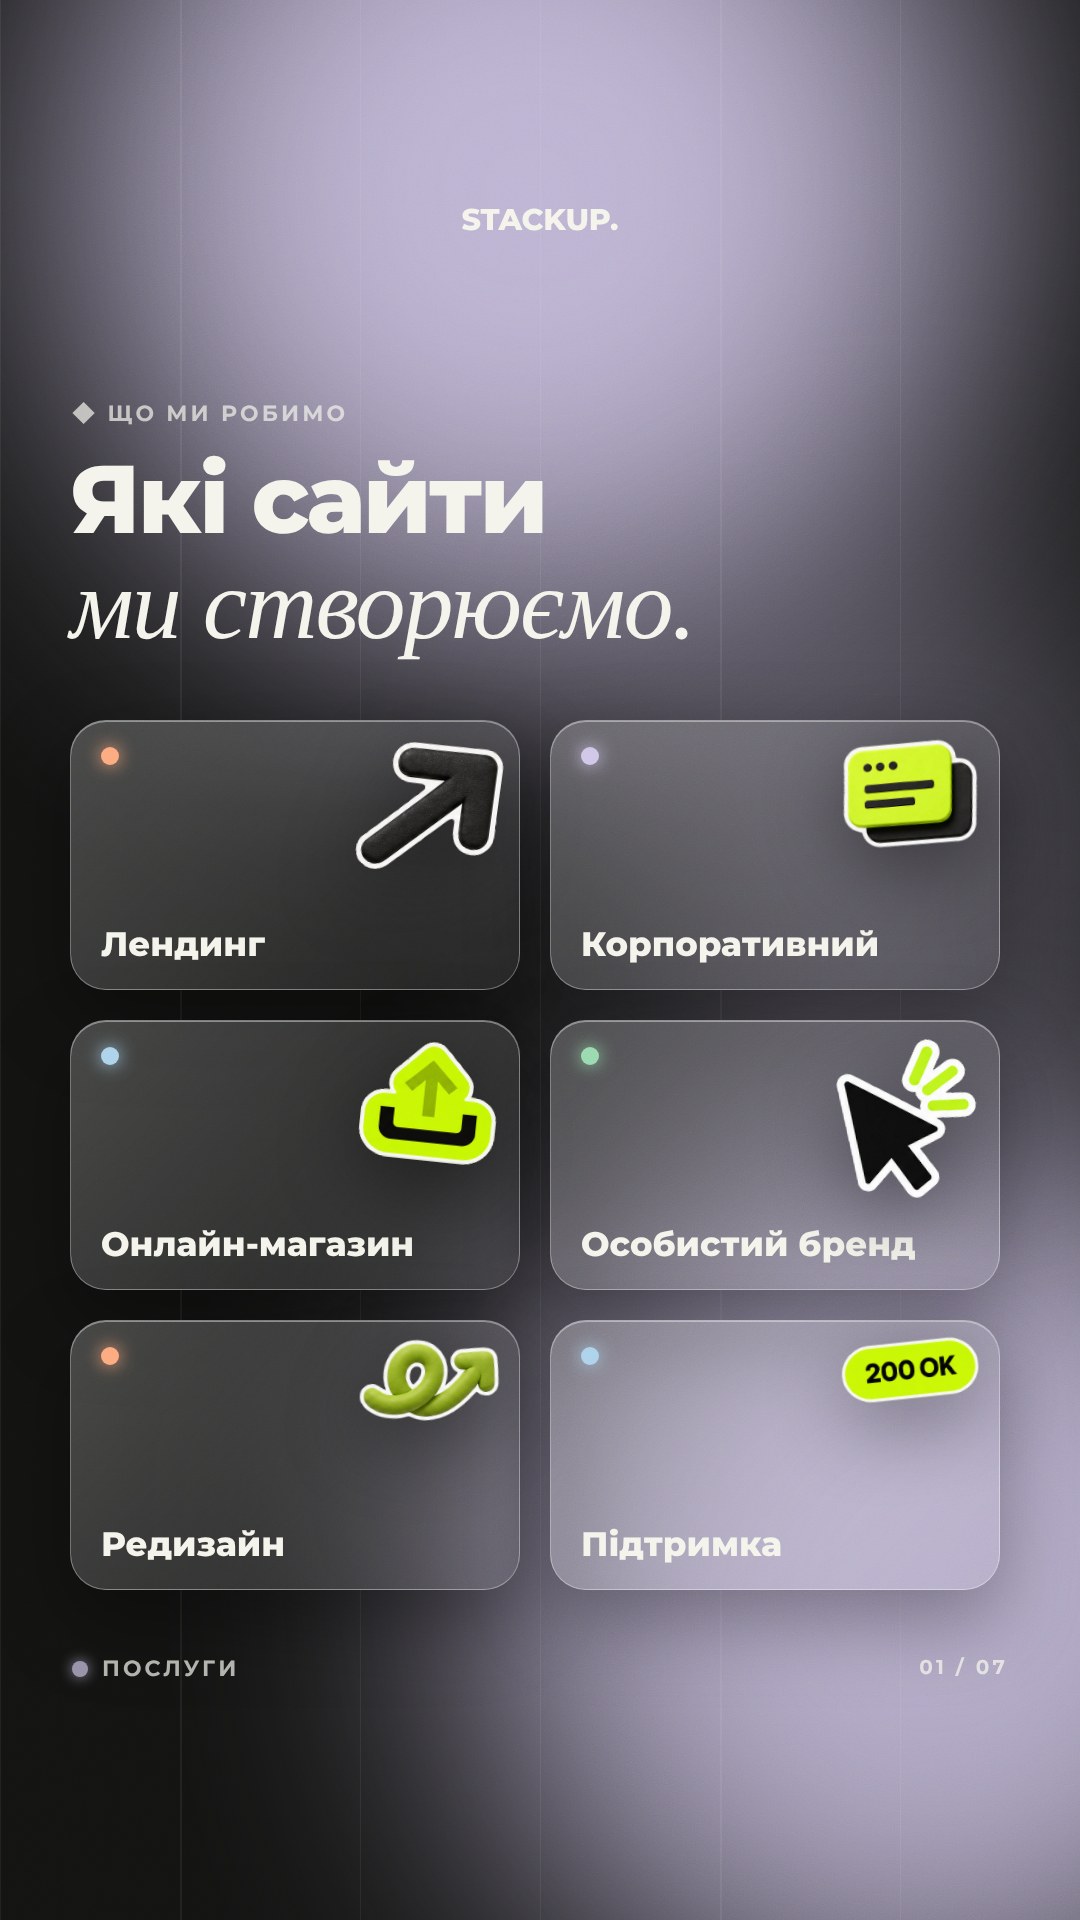 STACKUP.
ЩО МИ РОБИМО
Які сайти
ми створюємо.
Лендинг
Корпоративний
Онлайн-магазин
Особистий бренд
Редизайн
200 OK
Підтримка
ПОСЛУГИ
01 / 07